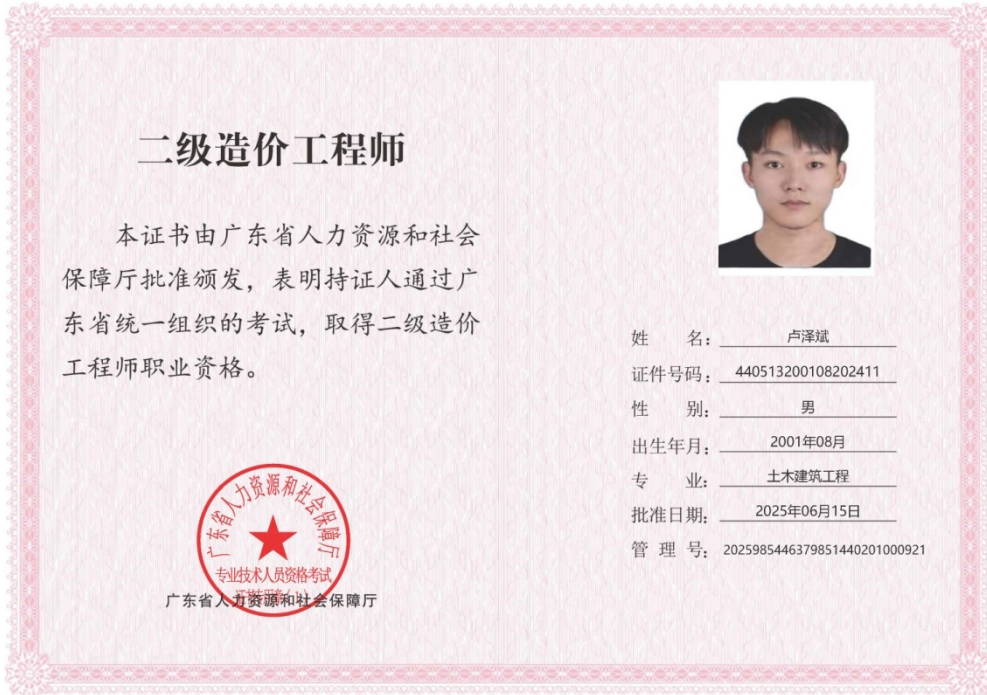 二级造价工程师
本证书由广东省人力资源和社会
保障厅批准颁发，表明持证人通过广
东省统一组织的考试，取得二级造价
工程师职业资格。
广东省人力资源和社会保障厅
专业技术人员资格考试
广东省人力资源和社会保障厅
姓 名：卢泽斌
证件号码：440513200108202411
性 别：男
出生年月：2001年08月
专 业：土木建筑工程
批准日期：2025年06月15日
管 理 号：2025985446379851440201000921